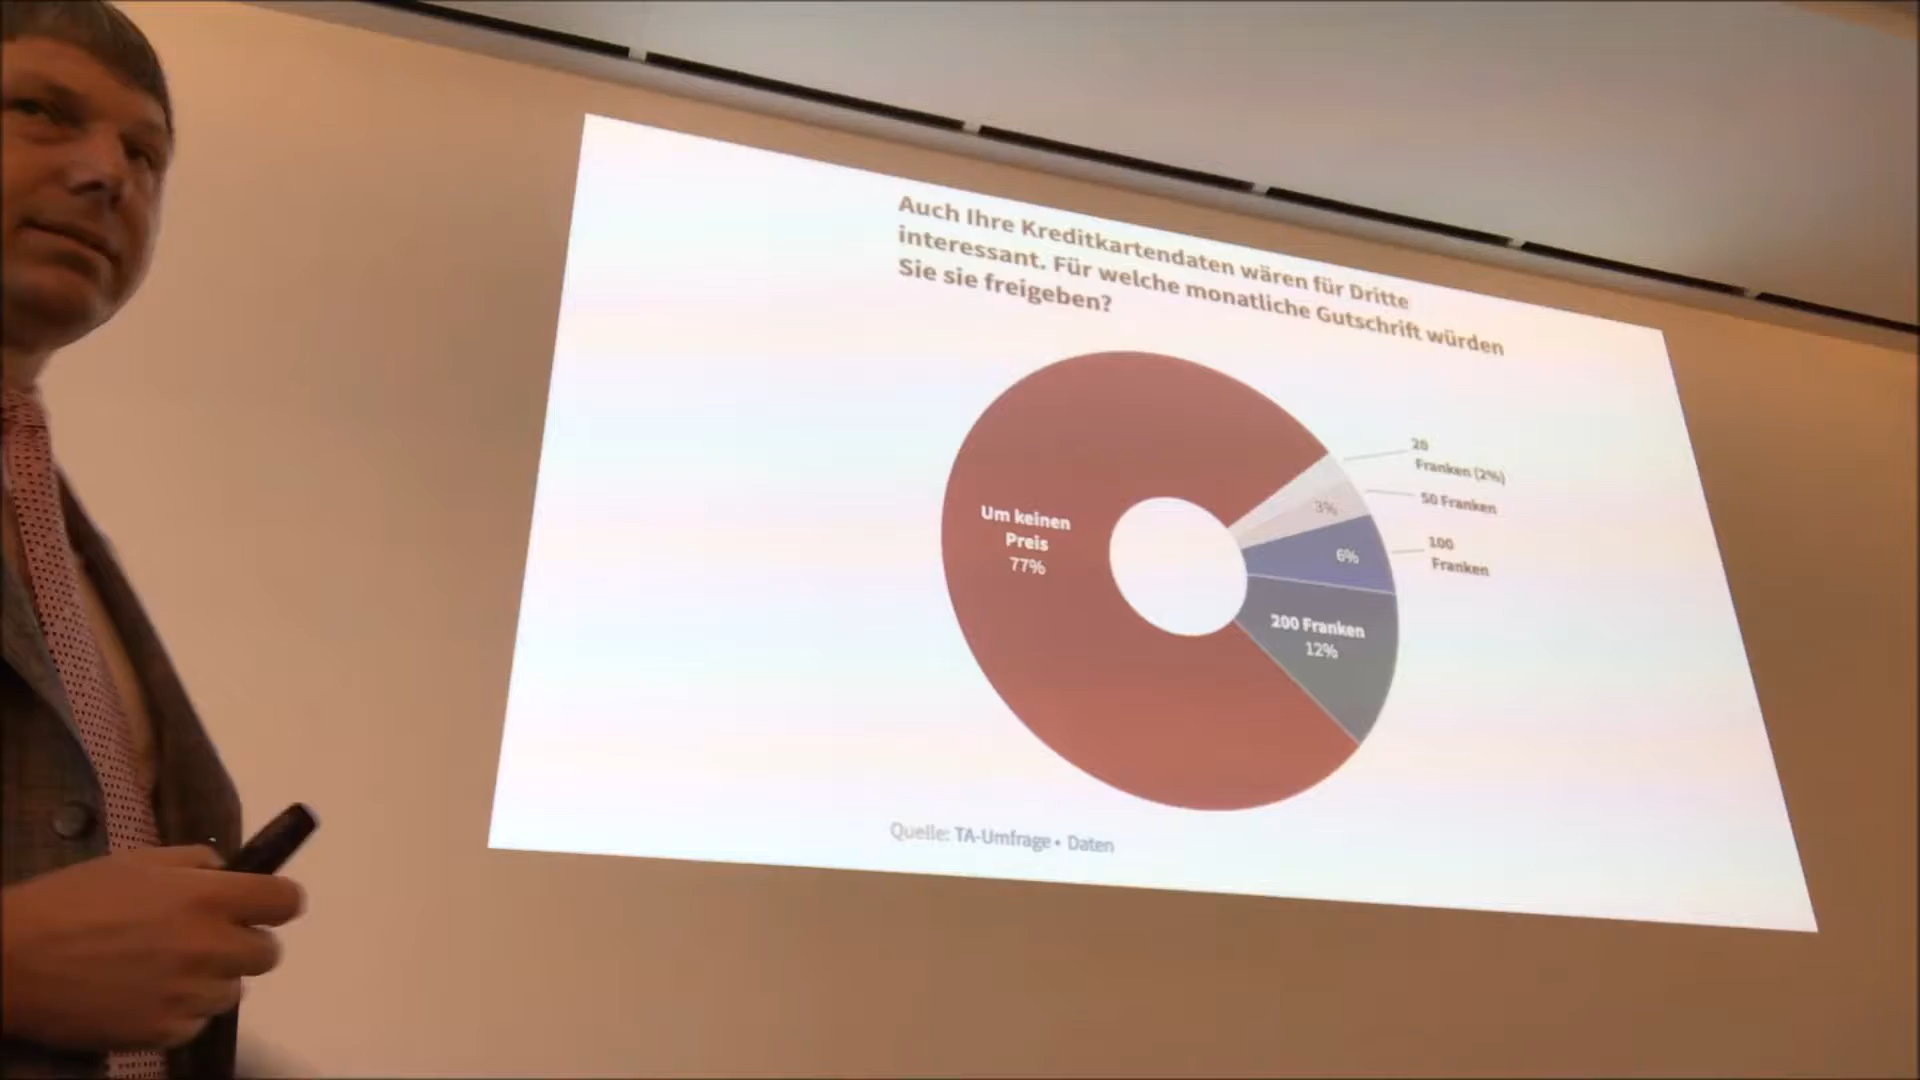 Auch Ihre Kreditkartendaten wären für Dritte
interessant. Für welche monatliche Gutschrift würden
Sie sie freigeben?
20
Franken (2%)
3%
50 Franken
Um keinen
Preis
77%
6%
100
Franken
200 Franken
12%
Quelle: TA-Umfrage • Daten